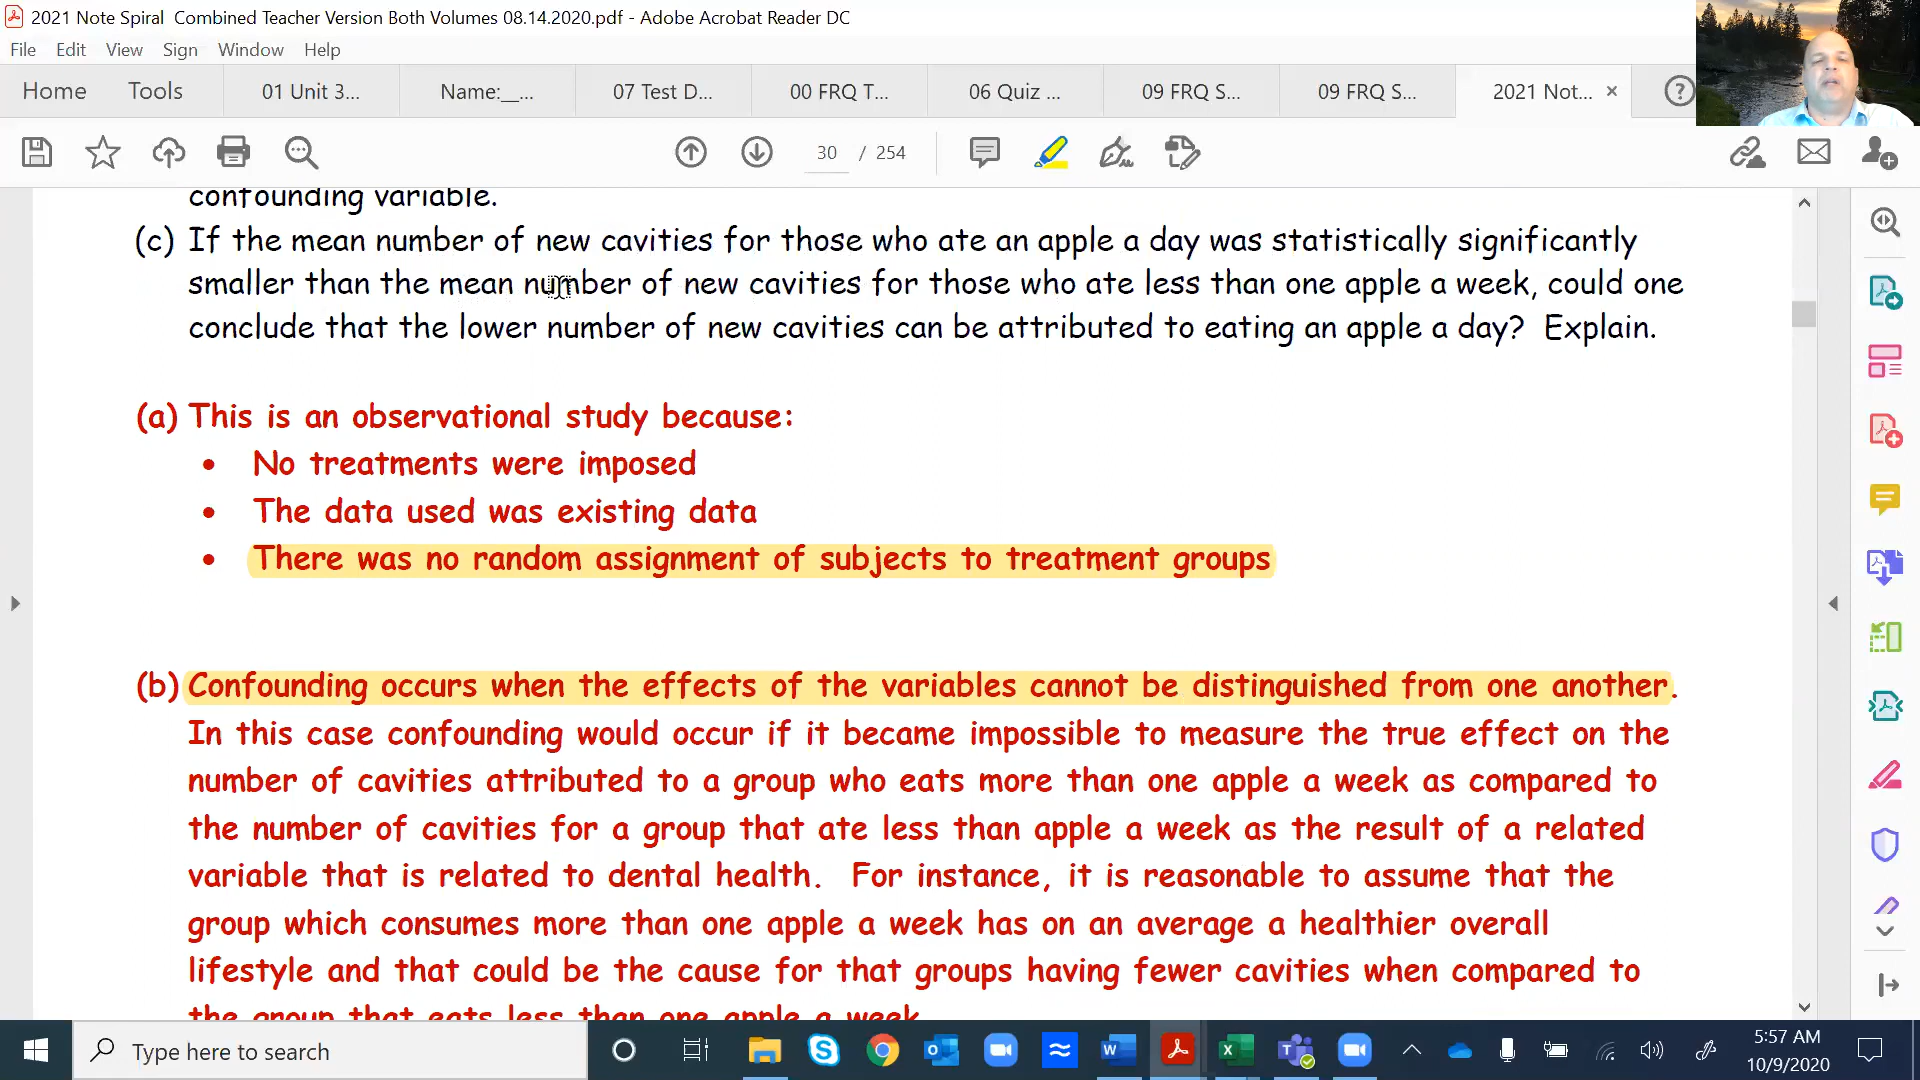 2021 Note Spiral  Combined Teacher Version Both Volumes 08.14.2020.pdf - Adobe Acrobat Reader DC
File Edit View Sign Window Help
Home Tools 01 Unit 3... Name:__... 07 Test D... 00 FRQ T... 06 Quiz ... 09 FRQ S... 09 FRQ S... 2021 Not... ×
30 / 254
confounding variable.
(c) If the mean number of new cavities for those who ate an apple a day was statistically significantly
smaller than the mean number of new cavities for those who ate less than one apple a week, could one
conclude that the lower number of new cavities can be attributed to eating an apple a day?  Explain.
(a) This is an observational study because:
• No treatments were imposed
• The data used was existing data
• There was no random assignment of subjects to treatment groups
(b) Confounding occurs when the effects of the variables cannot be distinguished from one another.
In this case confounding would occur if it became impossible to measure the true effect on the
number of cavities attributed to a group who eats more than one apple a week as compared to
the number of cavities for a group that ate less than apple a week as the result of a related
variable that is related to dental health.  For instance, it is reasonable to assume that the
group which consumes more than one apple a week has on an average a healthier overall
lifestyle and that could be the cause for that groups having fewer cavities when compared to
the group that eats less than one apple a week
Type here to search
5:57 AM
10/9/2020